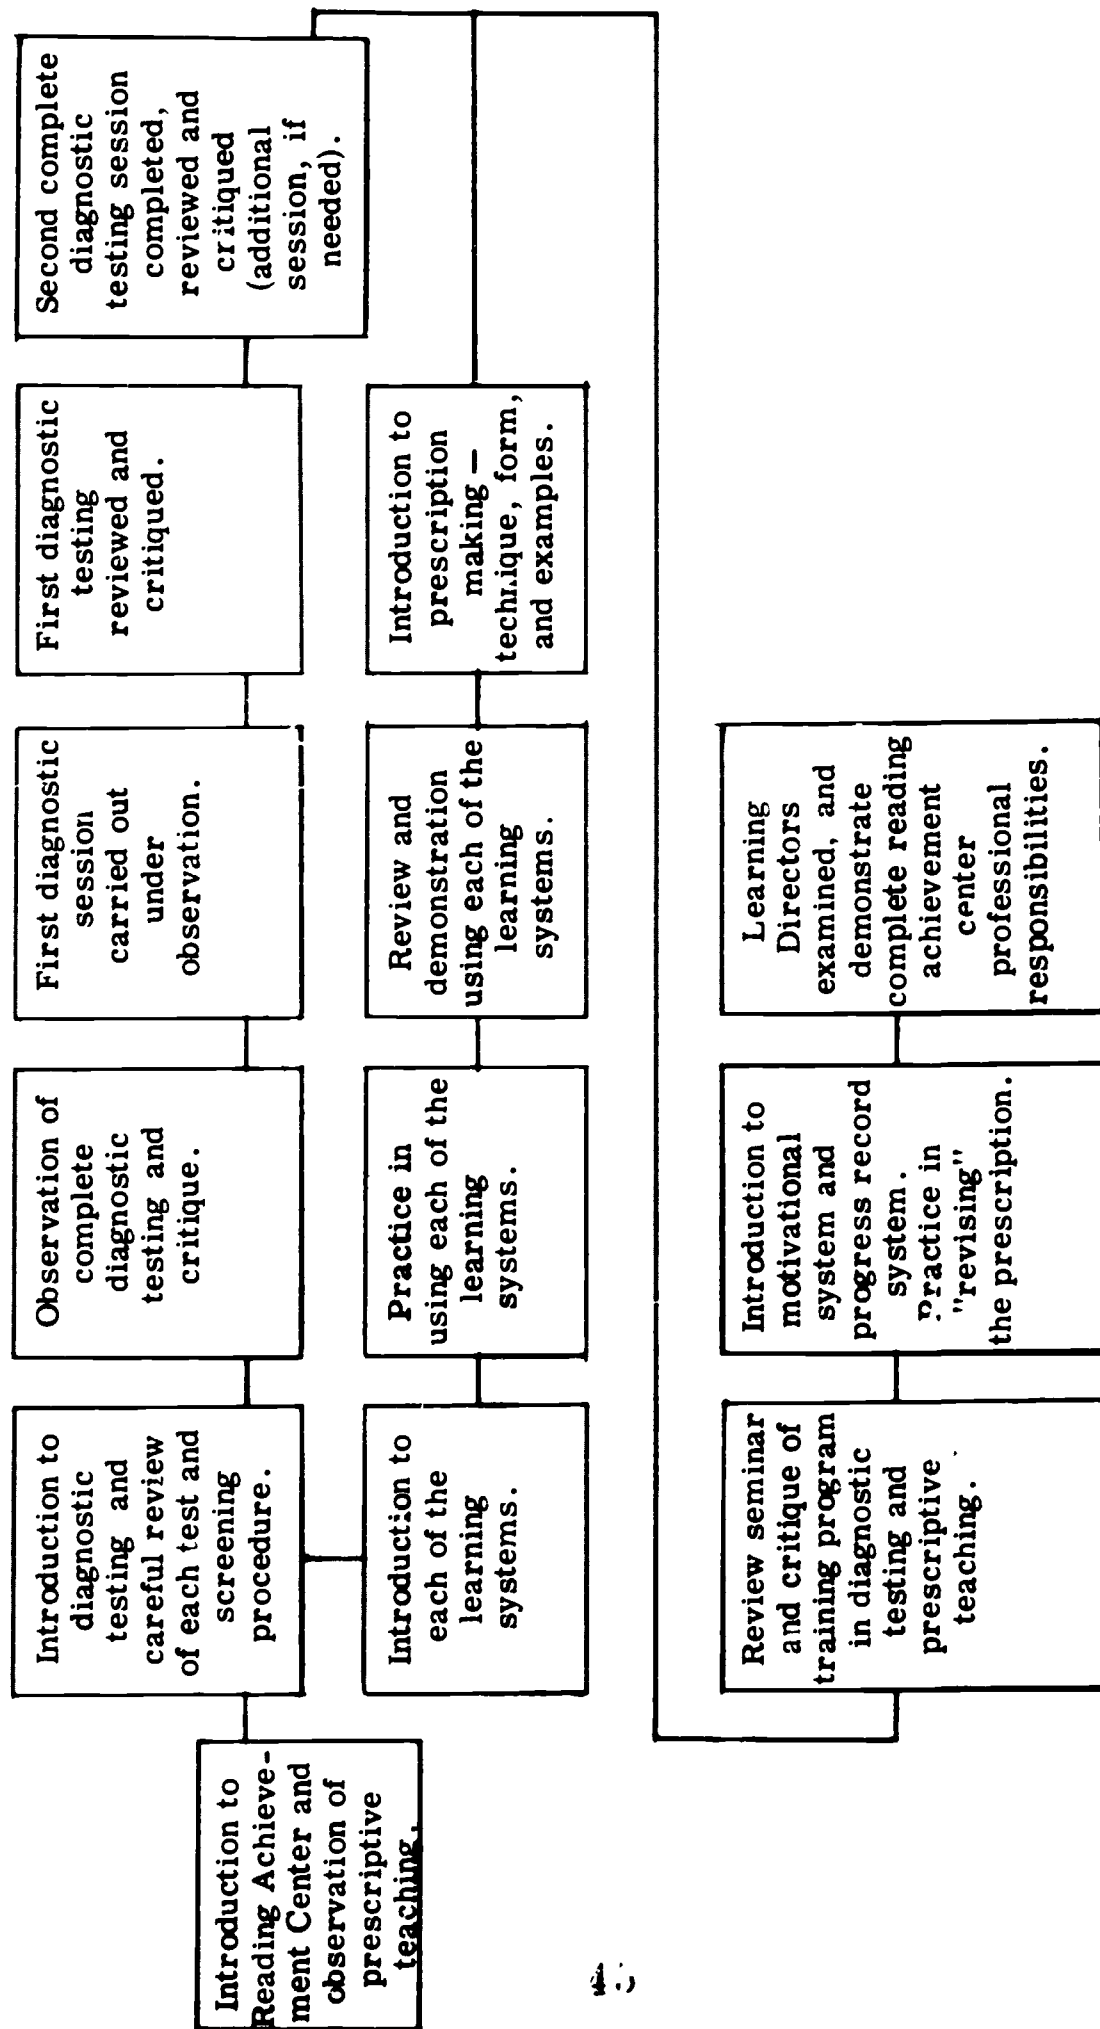 Introduction to
Reading Achieve-
ment Center and
observation of
prescriptive
teaching.
Introduction to
diagnostic
testing and
careful review
of each test and
screening
procedure.
Observation of
complete
diagnostic
testing and
critique.
First diagnostic
session
carried out
under
observation.
First diagnostic
testing
reviewed and
critiqued.
Second complete
diagnostic
testing session
completed,
reviewed and
critiqued
(additional
session, if
needed).
Introduction to
each of the
learning
systems.
Practice in
using each of the
learning
systems.
Review and
demonstration
using each of the
learning
systems.
Introduction to
prescription
making —
technique, form,
and examples.
Review seminar
and critique of
training program
in diagnostic
testing and
prescriptive
teaching.
Introduction to
motivational
system and
progress record
system.
Practice in
"revising"
the prescription.
Learning
Directors
examined, and
demonstrate
complete reading
achievement
center
professional
responsibilities.